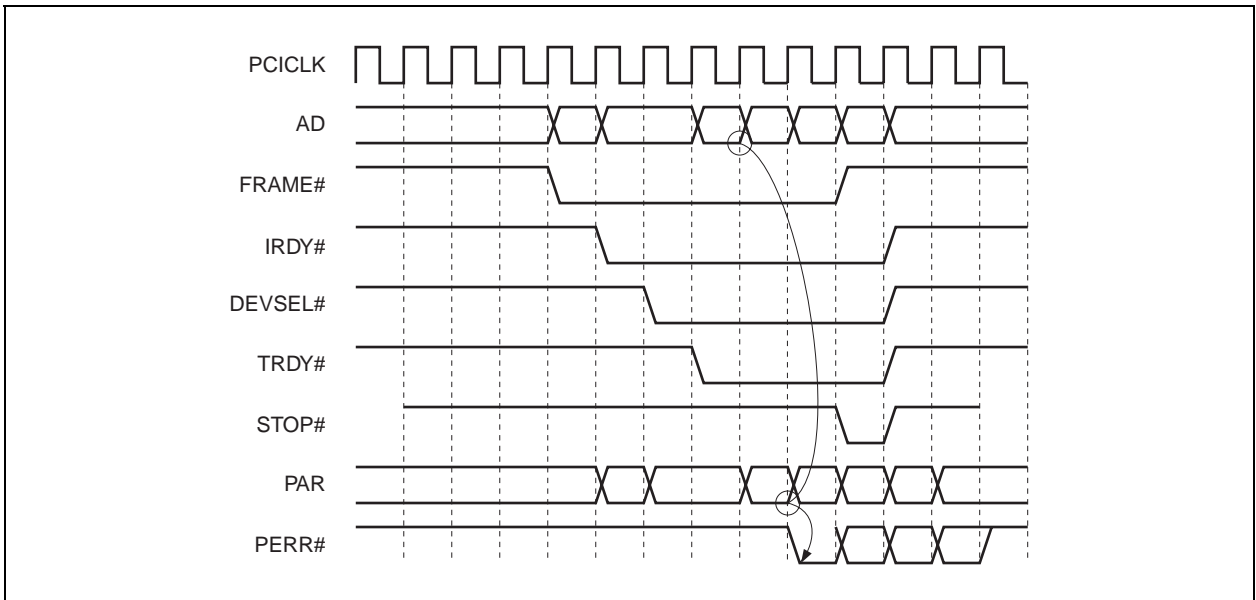 PCICLK
AD
FRAME#
IRDY#
DEVSEL#
TRDY#
STOP#
PAR
PERR#